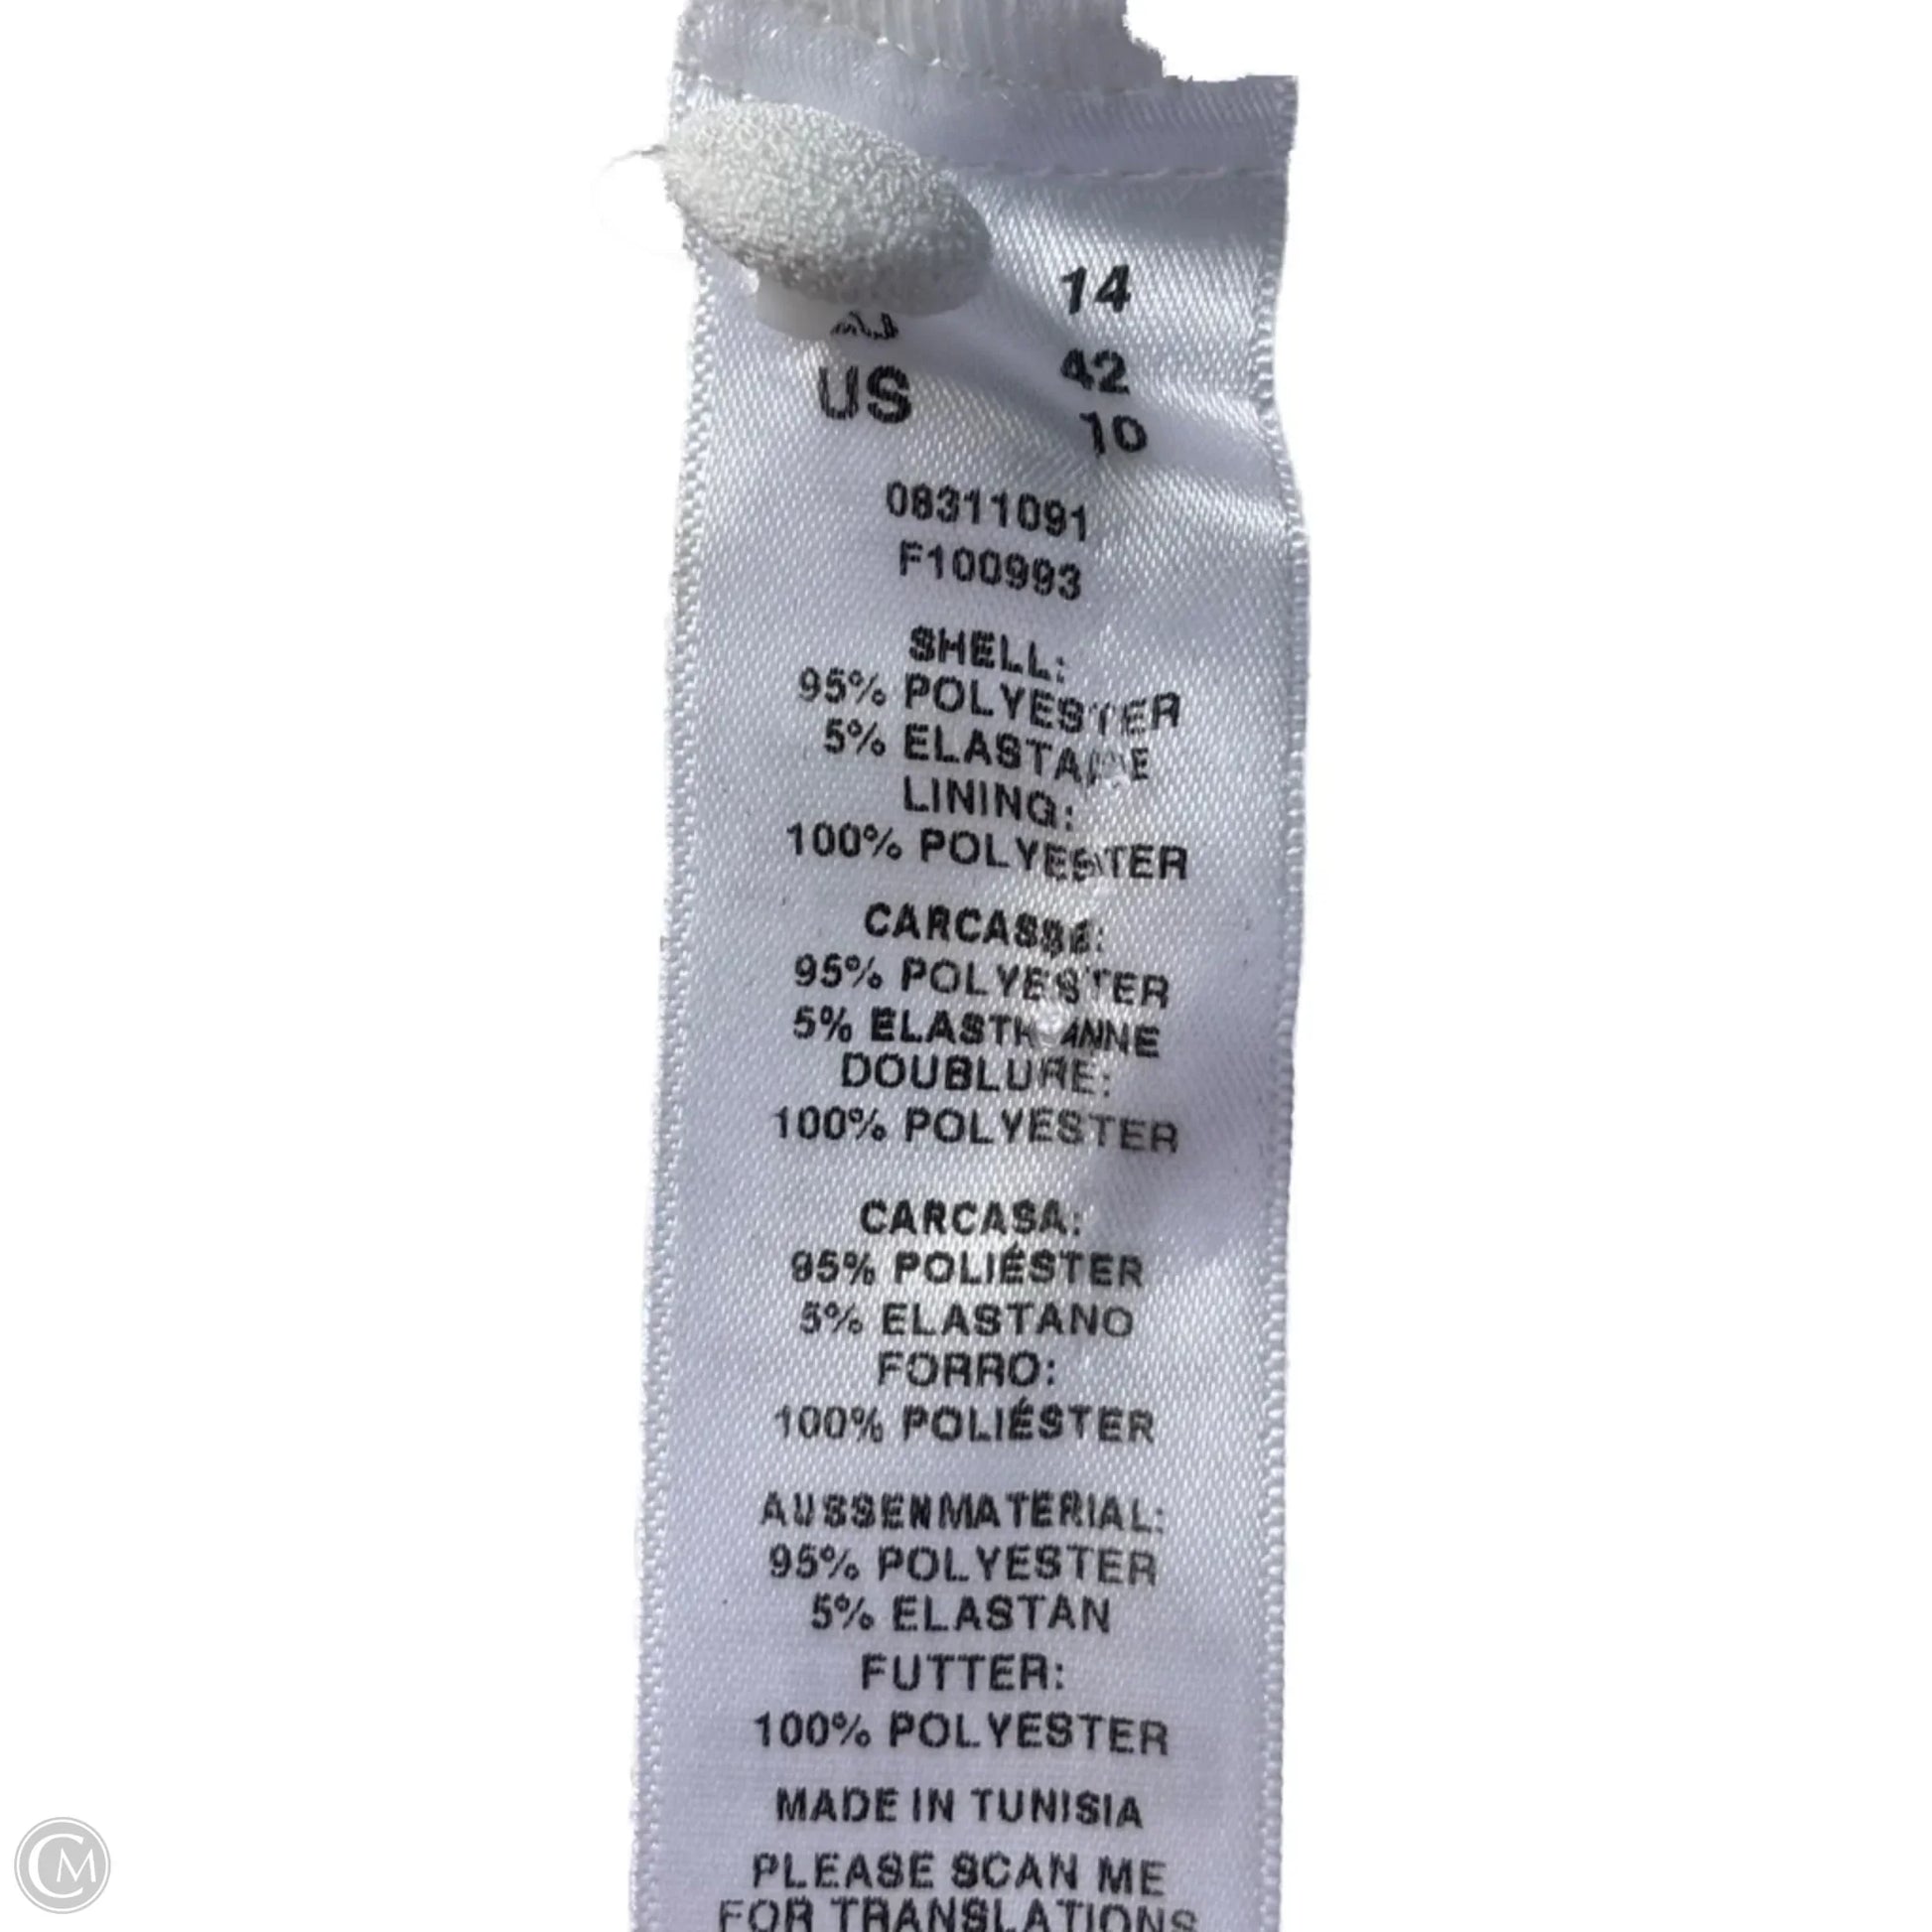 14
EU 42
US 10
08311091
F100993
SHELL:
95% POLYESTER
5% ELASTANE
LINING:
100% POLYESTER
CARCASSE:
95% POLYESTER
5% ELASTHANNE
DOUBLURE:
100% POLYESTER
CARCASA:
95% POLIÉSTER
5% ELASTANO
FORRO:
100% POLIÉSTER
AUSSENMATERIAL:
95% POLYESTER
5% ELASTAN
FUTTER:
100% POLYESTER
MADE IN TUNISIA
PLEASE SCAN ME
FOR TRANSLATIONS
CM